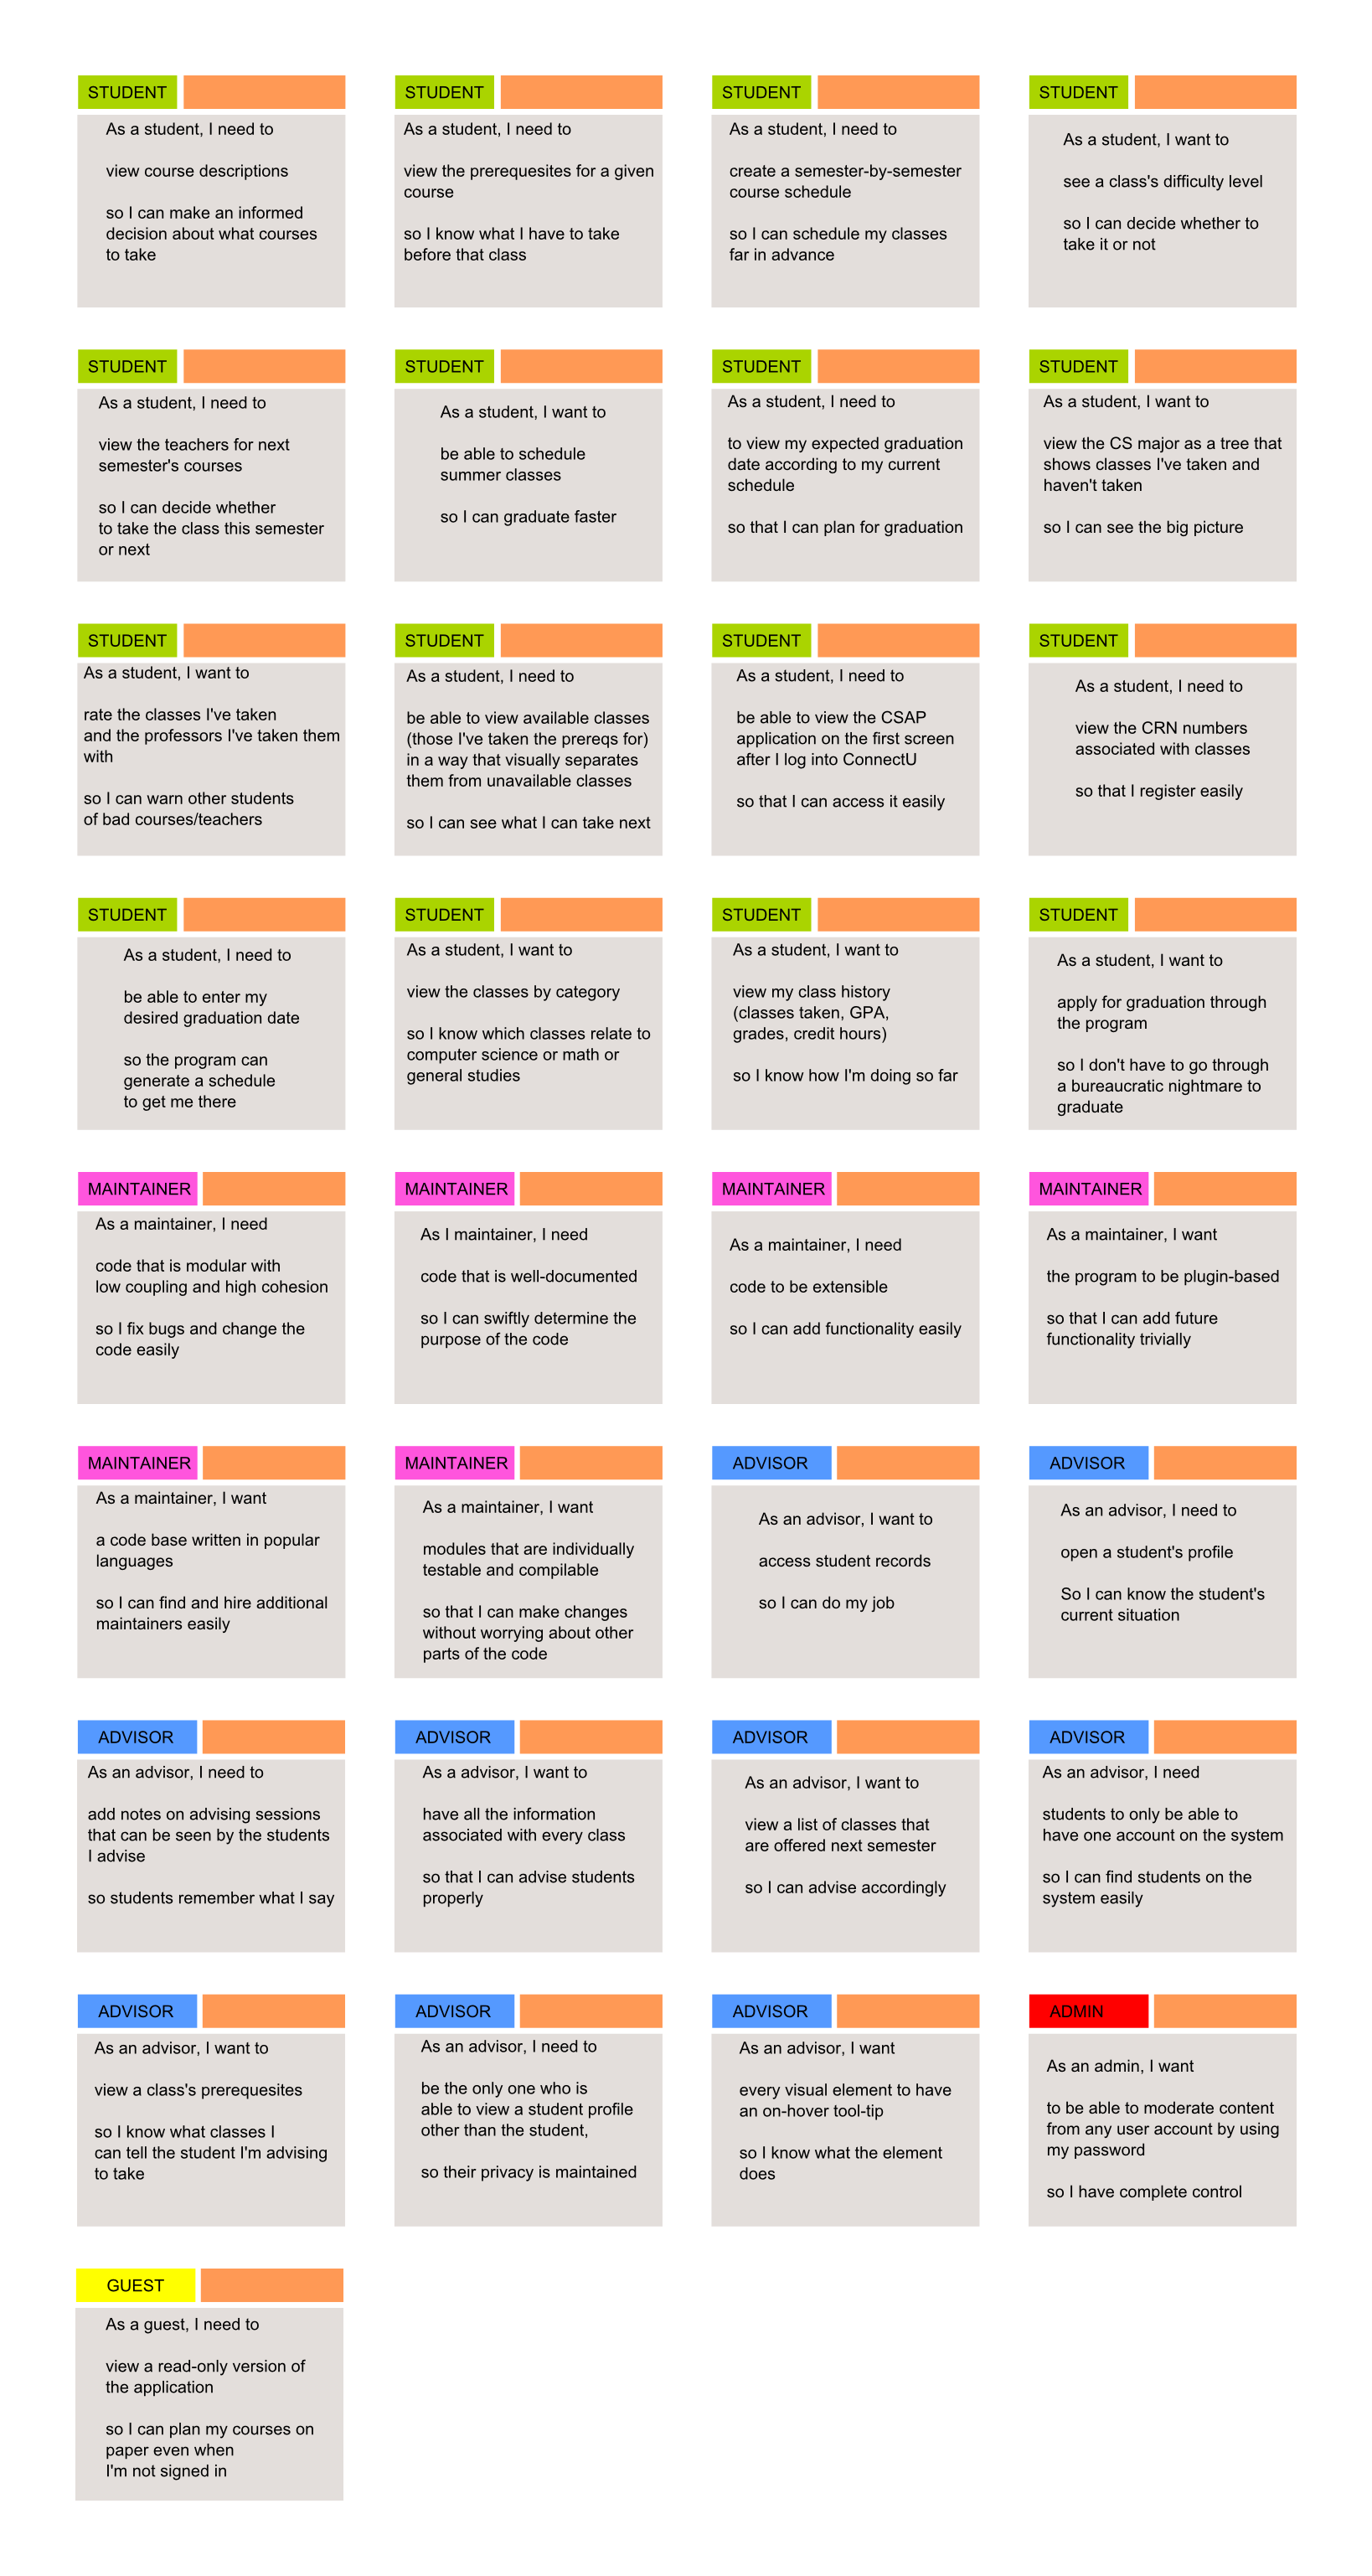 STUDENT
As a student, I need to
view course descriptions
so I can make an informed
decision about what courses
to take
STUDENT
As a student, I need to
view the prerequesites for a given
course
so I know what I have to take
before that class
STUDENT
As a student, I need to
create a semester-by-semester
course schedule
so I can schedule my classes
far in advance
STUDENT
As a student, I want to
see a class's difficulty level
so I can decide whether to
take it or not
STUDENT
As a student, I need to
view the teachers for next
semester's courses
so I can decide whether
to take the class this semester
or next
STUDENT
As a student, I want to
be able to schedule
summer classes
so I can graduate faster
STUDENT
As a student, I need to
to view my expected graduation
date according to my current
schedule
so that I can plan for graduation
STUDENT
As a student, I want to
view the CS major as a tree that
shows classes I've taken and
haven't taken
so I can see the big picture
STUDENT
As a student, I want to
rate the classes I've taken
and the professors I've taken them
with
so I can warn other students
of bad courses/teachers
STUDENT
As a student, I need to
be able to view available classes
(those I've taken the prereqs for)
in a way that visually separates
them from unavailable classes
so I can see what I can take next
STUDENT
As a student, I need to
be able to view the CSAP
application on the first screen
after I log into ConnectU
so that I can access it easily
STUDENT
As a student, I need to
view the CRN numbers
associated with classes
so that I register easily
STUDENT
As a student, I need to
be able to enter my
desired graduation date
so the program can
generate a schedule
to get me there
STUDENT
As a student, I want to
view the classes by category
so I know which classes relate to
computer science or math or
general studies
STUDENT
As a student, I want to
view my class history
(classes taken, GPA,
grades, credit hours)
so I know how I'm doing so far
STUDENT
As a student, I want to
apply for graduation through
the program
so I don't have to go through
a bureaucratic nightmare to
graduate
MAINTAINER
As a maintainer, I need
code that is modular with
low coupling and high cohesion
so I fix bugs and change the
code easily
MAINTAINER
As I maintainer, I need
code that is well-documented
so I can swiftly determine the
purpose of the code
MAINTAINER
As a maintainer, I need
code to be extensible
so I can add functionality easily
MAINTAINER
As a maintainer, I want
the program to be plugin-based
so that I can add future
functionality trivially
MAINTAINER
As a maintainer, I want
a code base written in popular
languages
so I can find and hire additional
maintainers easily
MAINTAINER
As a maintainer, I want
modules that are individually
testable and compilable
so that I can make changes
without worrying about other
parts of the code
ADVISOR
As an advisor, I want to
access student records
so I can do my job
ADVISOR
As an advisor, I need to
open a student's profile
So I can know the student's
current situation
ADVISOR
As an advisor, I need to
add notes on advising sessions
that can be seen by the students
I advise
so students remember what I say
ADVISOR
As a advisor, I want to
have all the information
associated with every class
so that I can advise students
properly
ADVISOR
As an advisor, I want to
view a list of classes that
are offered next semester
so I can advise accordingly
ADVISOR
As an advisor, I need
students to only be able to
have one account on the system
so I can find students on the
system easily
ADVISOR
As an advisor, I want to
view a class's prerequesites
so I know what classes I
can tell the student I'm advising
to take
ADVISOR
As an advisor, I need to
be the only one who is
able to view a student profile
other than the student,
so their privacy is maintained
ADVISOR
As an advisor, I want
every visual element to have
an on-hover tool-tip
so I know what the element
does
ADMIN
As an admin, I want
to be able to moderate content
from any user account by using
my password
so I have complete control
GUEST
As a guest, I need to
view a read-only version of
the application
so I can plan my courses on
paper even when
I'm not signed in